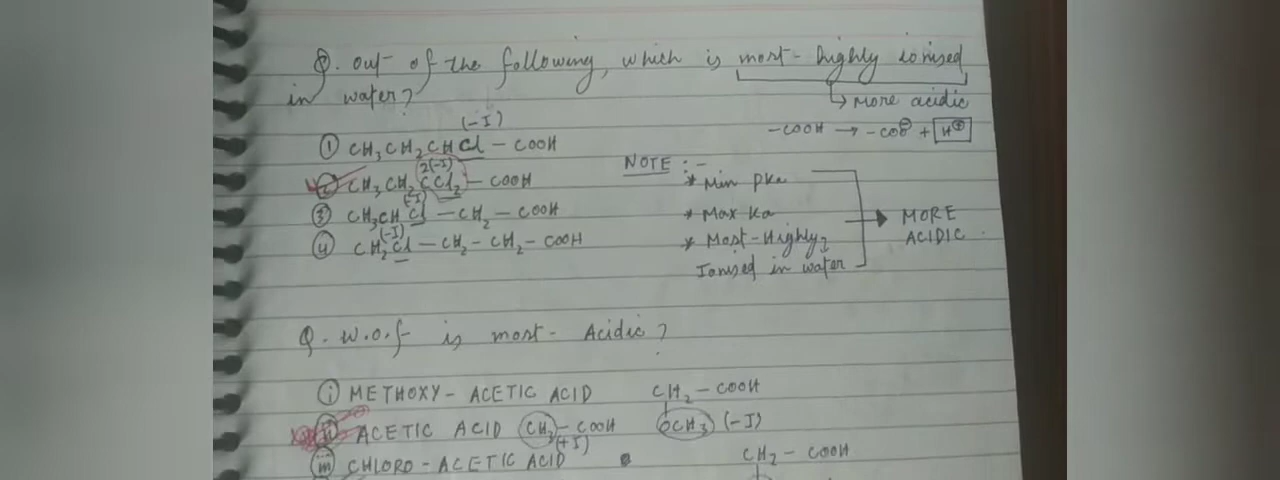 Q. out of the following, which is most highly ionised
in water?
↳ More acidic
(-I)
① CH3CH2CHCl - COOH
-COOH → -COO⊖ + H⊕
2(-I)
② CH3CH2CCl2 - COOH
(-I)
③ CH3CHCl - CH2 - COOH
(-I)
④ CH2Cl - CH2 - CH2 - COOH
NOTE :-
* Min pKa
* Max Ka
* Most-Highly
Ionised in water
MORE
ACIDIC.
Q. W.O.F is most Acidic?
ⓘ METHOXY-ACETIC ACID CH2-COOH
OCH3 (-I)
ⓘⓘ ACETIC ACID CH3-COOH
(+I)
ⓘⓘⓘ CHLORO-ACETIC ACID CH2-COOH